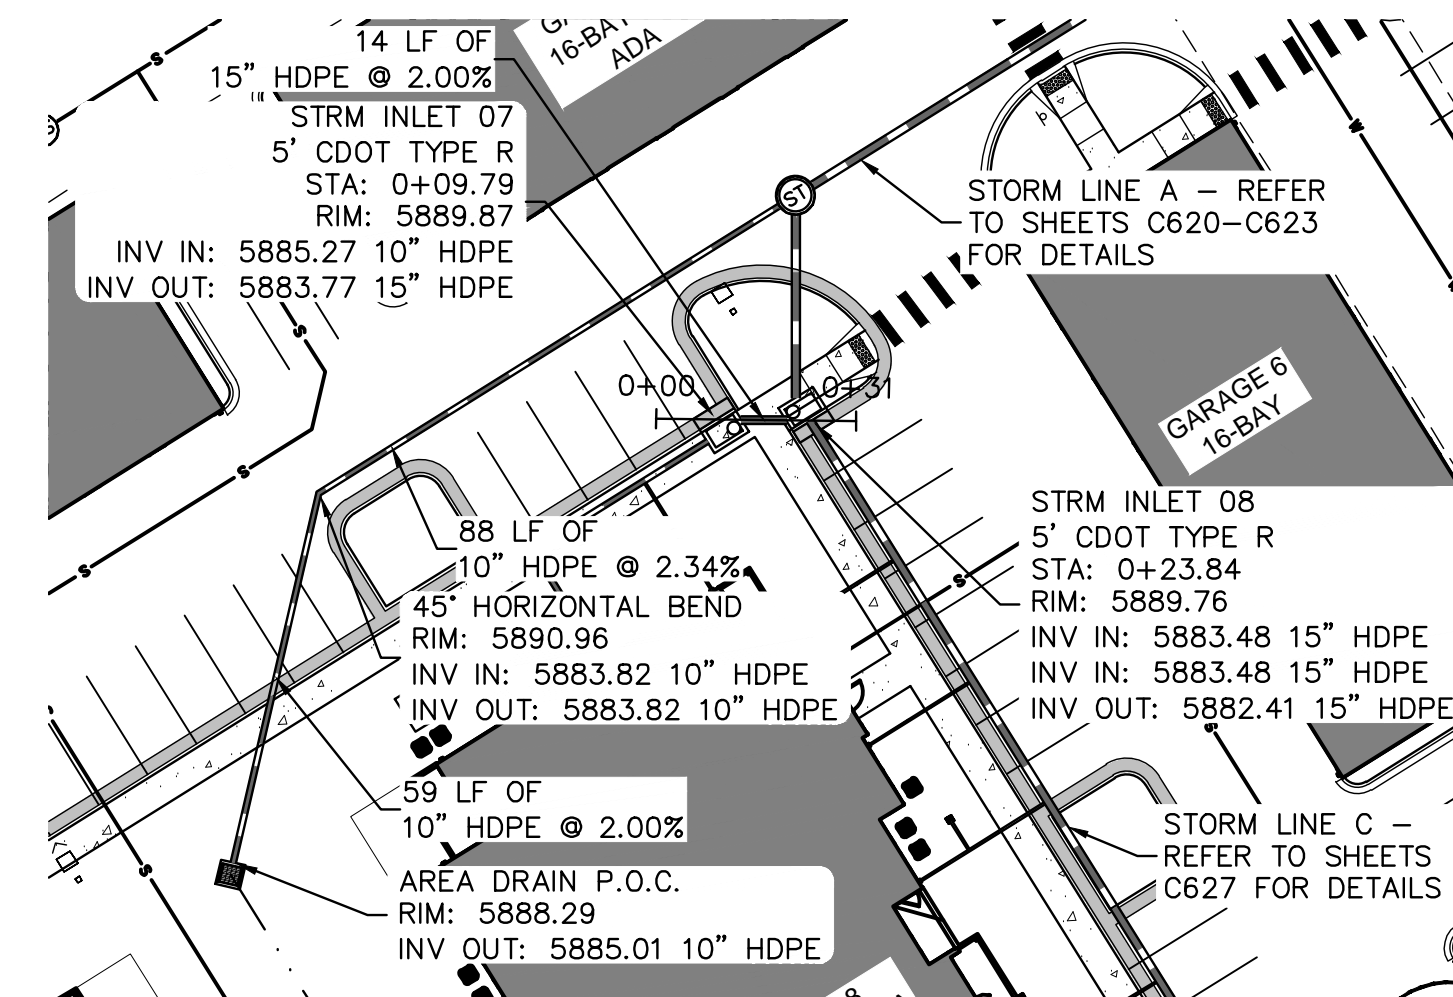 14 LF OF
15" HDPE @ 2.00%
STRM INLET 07
5' CDOT TYPE R
STA: 0+09.79
RIM: 5889.87
INV IN: 5885.27 10" HDPE
INV OUT: 5883.77 15" HDPE
16-BAY
ADA
ST
STORM LINE A – REFER
TO SHEETS C620–C623
FOR DETAILS
0+00
0+31
GARAGE 6
16-BAY
88 LF OF
10" HDPE @ 2.34%
45° HORIZONTAL BEND
RIM: 5890.96
INV IN: 5883.82 10" HDPE
INV OUT: 5883.82 10" HDPE
STRM INLET 08
5' CDOT TYPE R
STA: 0+23.84
RIM: 5889.76
INV IN: 5883.48 15" HDPE
INV IN: 5883.48 15" HDPE
INV OUT: 5882.41 15" HDPE
59 LF OF
10" HDPE @ 2.00%
STORM LINE C –
REFER TO SHEETS
C627 FOR DETAILS
AREA DRAIN P.O.C.
RIM: 5888.29
INV OUT: 5885.01 10" HDPE
S
S
S
S
S
S
S
W